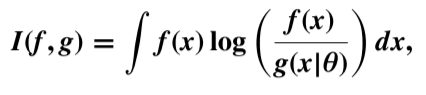 I(f,g) = ∫ f(x) log ( f(x) / g(x|θ) ) dx,